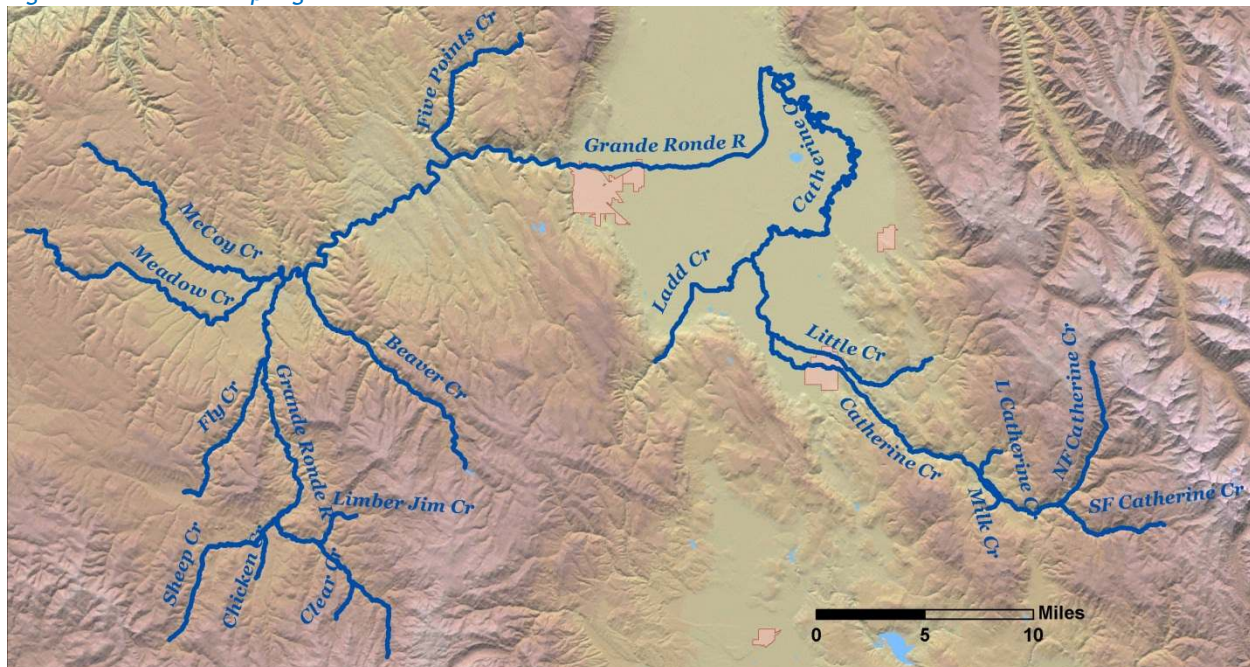 Five Points Cr
Grande Ronde R
Catherine C
McCoy Cr
Meadow Cr
Ladd Cr
Beaver Cr
Little Cr
Fly Cr
Grande Ronde R
L Catherine C
NF Catherine Cr
Catherine Cr
Milk Cr
SF Catherine Cr
Limber Jim Cr
Sheep Cr
Chicken Cr
Clear Cr
Miles
0 5 10